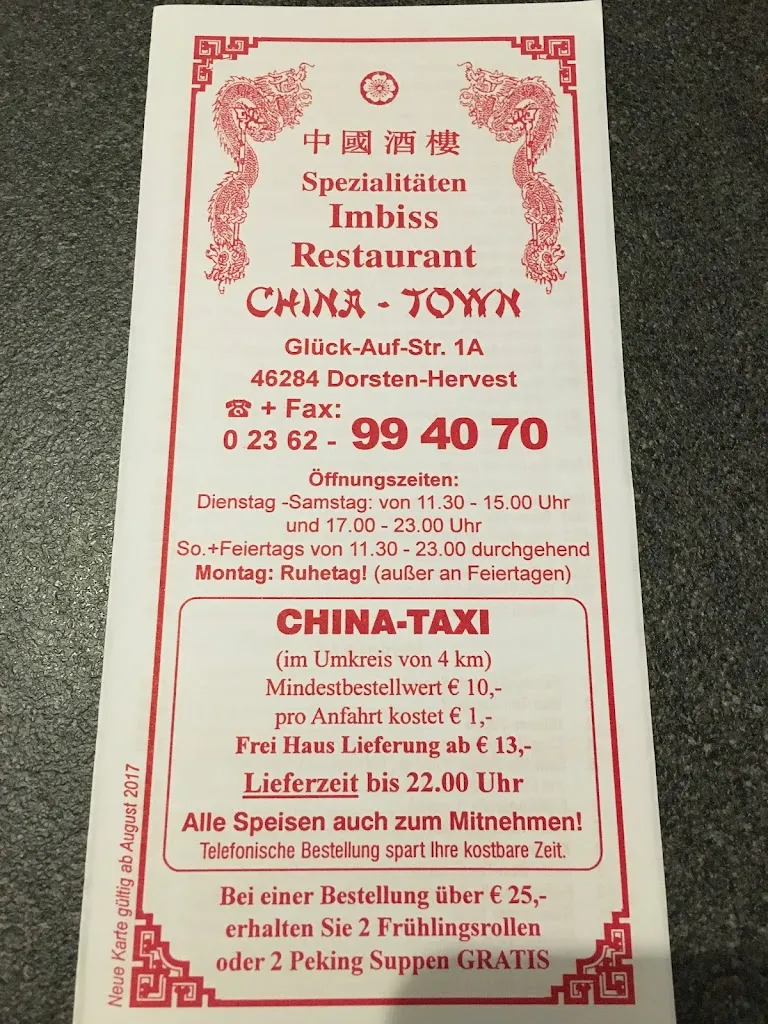 中國酒樓
Spezialitäten
Imbiss
Restaurant
CHINA - TOWN
Glück-Auf-Str. 1A
46284 Dorsten-Hervest
☎ + Fax:
0 23 62 - 99 40 70
Öffnungszeiten:
Dienstag -Samstag: von 11.30 - 15.00 Uhr
und 17.00 - 23.00 Uhr
So.+Feiertags von 11.30 - 23.00 durchgehend
Montag: Ruhetag! (außer an Feiertagen)
CHINA-TAXI
(im Umkreis von 4 km)
Mindestbestellwert € 10,-
pro Anfahrt kostet € 1,-
Frei Haus Lieferung ab € 13,-
Lieferzeit bis 22.00 Uhr
Alle Speisen auch zum Mitnehmen!
Telefonische Bestellung spart Ihre kostbare Zeit.
Bei einer Bestellung über € 25,-
erhalten Sie 2 Frühlingsrollen
oder 2 Peking Suppen GRATIS
Neue Karte gültig ab August 2017